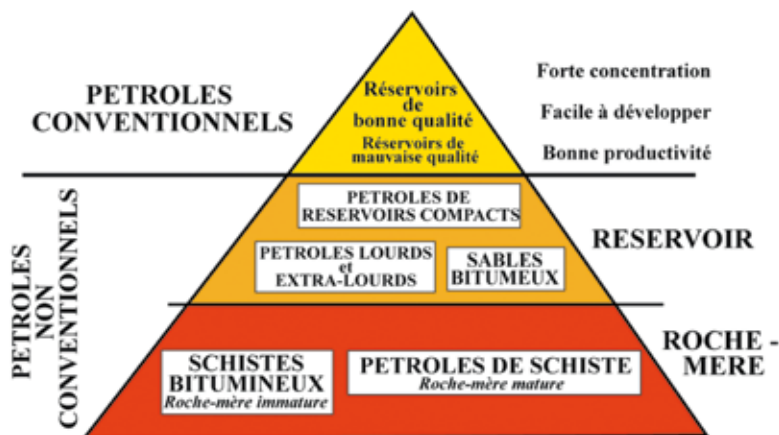 PETROLES
CONVENTIONNELS
Réservoirs
de
bonne qualité
Réservoirs de
mauvaise qualité
Forte concentration
Facile à développer
Bonne productivité
PETROLES
NON
CONVENTIONNELS
PETROLES DE
RESERVOIRS COMPACTS
PETROLES LOURDS
et
EXTRA-LOURDS
SABLES
BITUMEUX
RESERVOIR
SCHISTES
BITUMINEUX
Roche-mère immature
PETROLES DE SCHISTE
Roche-mère mature
ROCHE -
MERE